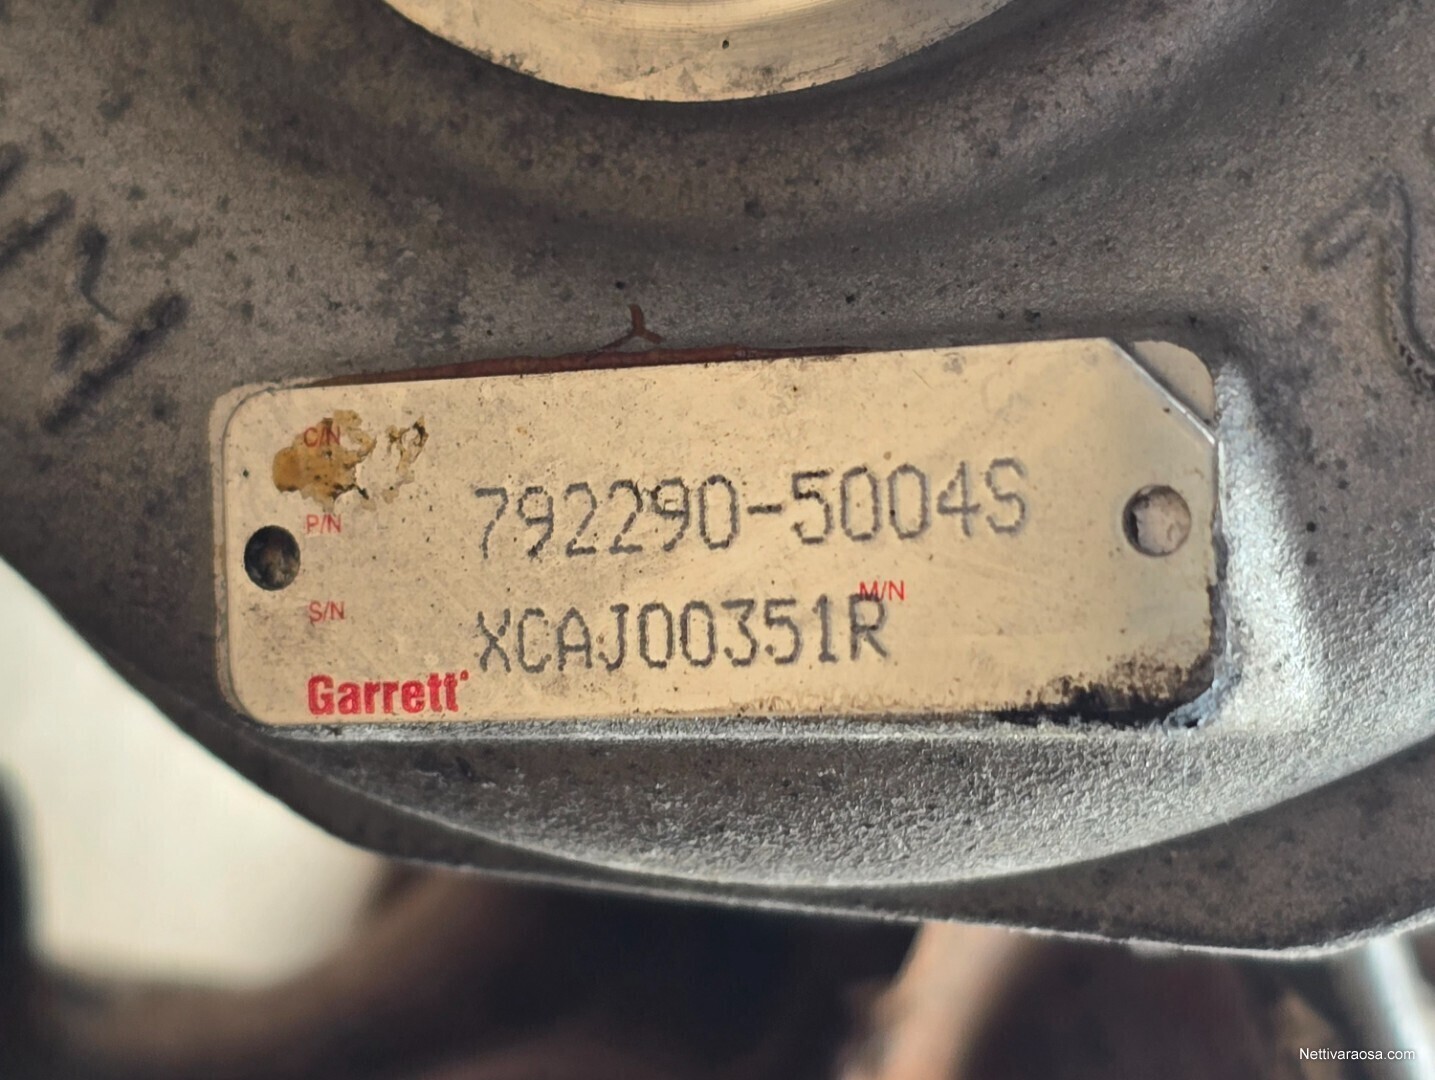 C/N
P/N 792290-5004S
M/N
S/N XCAJ00351R
Garrett
Nettivaraosa.com